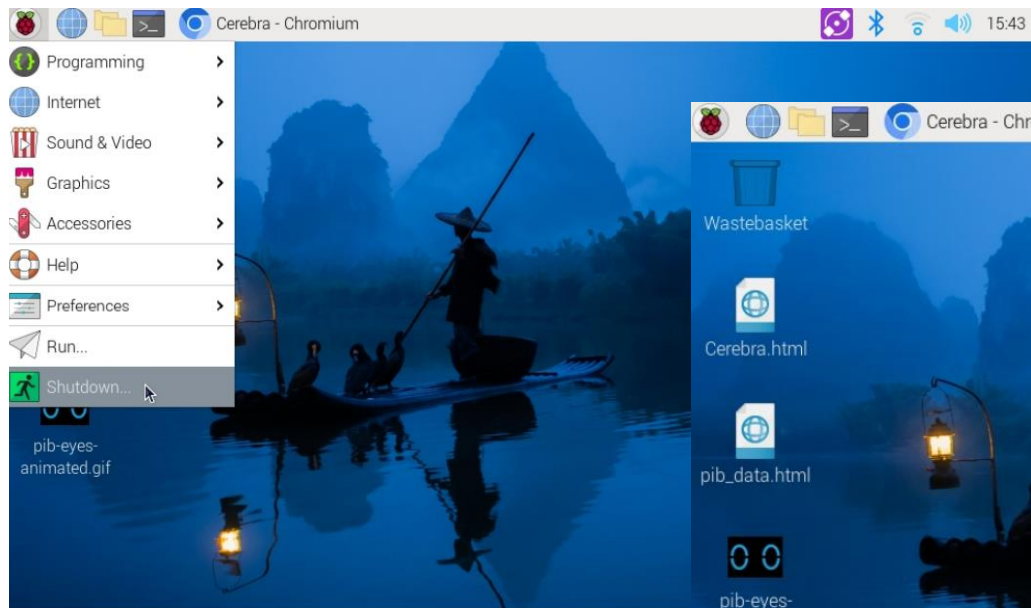 Cerebra - Chromium
15:43
Programming
Internet
Sound & Video
Graphics
Accessories
Help
Preferences
Run...
Shutdown...
pib-eyes-
animated.gif
Cerebra - Chr
Wastebasket
Cerebra.html
pib_data.html
pib-eyes-